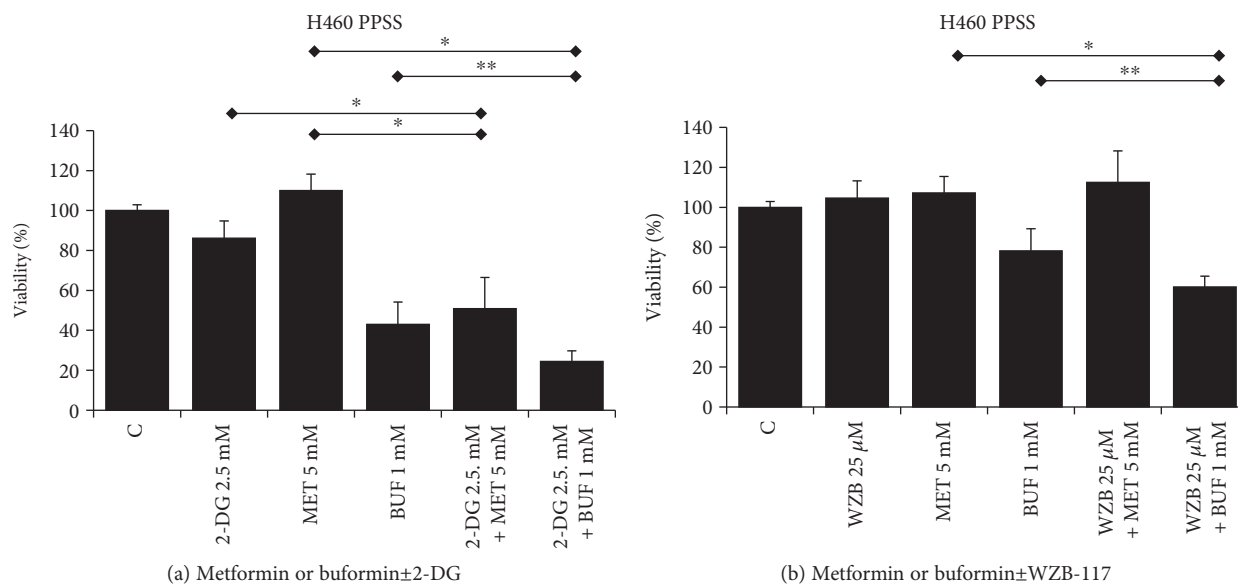 H460 PPSS
*
**
*
*
Viability (%)
140
120
100
80
60
40
20
0
C
2-DG 2.5 mM
MET 5 mM
BUF 1 mM
2-DG 2.5. mM
+ MET 5 mM
2-DG 2.5. mM
+ BUF 1 mM
(a) Metformin or buformin±2-DG
H460 PPSS
*
**
Viability (%)
140
120
100
80
60
40
20
0
C
WZB 25 μM
MET 5 mM
BUF 1 mM
WZB 25 μM
+ MET 5 mM
WZB 25 μM
+ BUF 1 mM
(b) Metformin or buformin±WZB-117